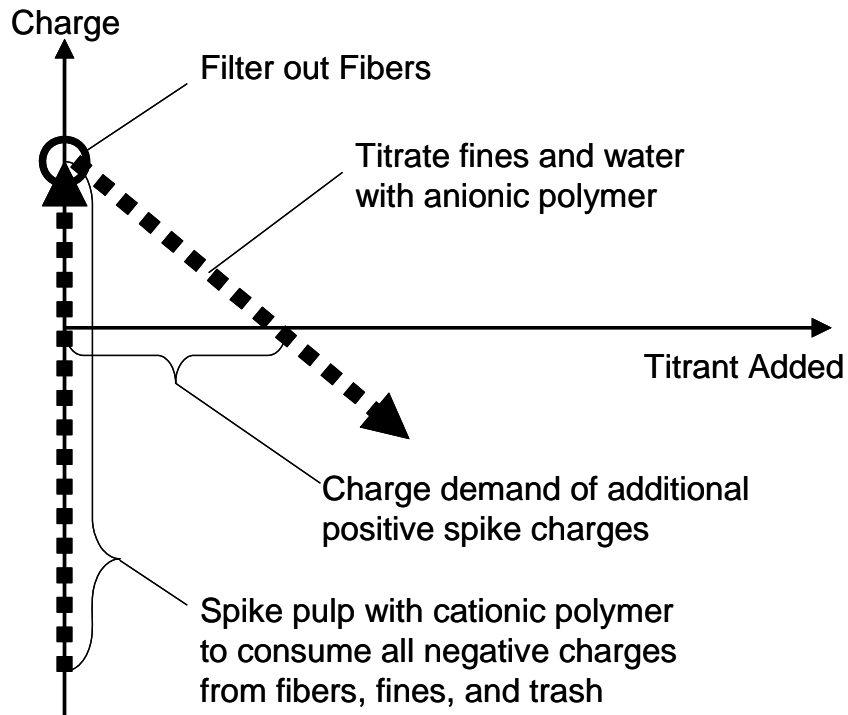 Charge
Filter out Fibers
Titrate fines and water
with anionic polymer
Titrant Added
Charge demand of additional
positive spike charges
Spike pulp with cationic polymer
to consume all negative charges
from fibers, fines, and trash